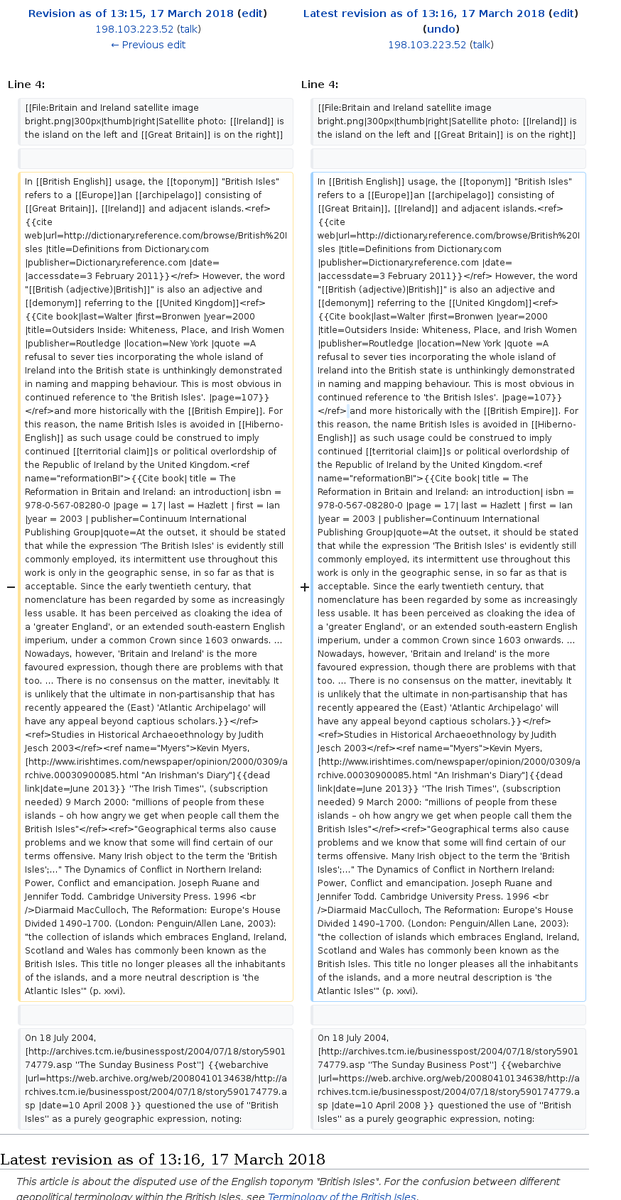 Revision as of 13:15, 17 March 2018 (edit)
198.103.223.52 (talk)
← Previous edit
Latest revision as of 13:16, 17 March 2018 (edit)
(undo)
198.103.223.52 (talk)
Line 4:
Line 4:
[[File:Britain and Ireland satellite image
bright.png|300px|thumb|right|Satellite photo: [[Ireland]] is
the island on the left and [[Great Britain]] is on the right]]
[[File:Britain and Ireland satellite image
bright.png|300px|thumb|right|Satellite photo: [[Ireland]] is
the island on the left and [[Great Britain]] is on the right]]
−
In [[British English]] usage, the [[toponym]] "British Isles"
refers to a [[Europe]]an [[archipelago]] consisting of
[[Great Britain]], [[Ireland]] and adjacent islands.<ref>
{{cite
web|url=http://dictionary.reference.com/browse/British%20I
sles |title=Definitions from Dictionary.com
|publisher=Dictionary.reference.com |date=
|accessdate=3 February 2011}}</ref> However, the word
"[[British (adjective)|British]]" is also an adjective and
[[demonym]] referring to the [[United Kingdom]]<ref>
{{Cite book|last=Walter |first=Bronwen |year=2000
|title=Outsiders Inside: Whiteness, Place, and Irish Women
|publisher=Routledge |location=New York |quote =A
refusal to sever ties incorporating the whole island of
Ireland into the British state is unthinkingly demonstrated
in naming and mapping behaviour. This is most obvious in
continued reference to 'the British Isles'. |page=107}}
</ref>and more historically with the [[British Empire]]. For
this reason, the name British Isles is avoided in [[Hiberno-
English]] as such usage could be construed to imply
continued [[territorial claim]]s or political overlordship of
the Republic of Ireland by the United Kingdom.<ref
name="reformationBI">{{Cite book| title = The
Reformation in Britain and Ireland: an introduction| isbn =
978-0-567-08280-0 |page = 17| last = Hazlett | first = Ian
|year = 2003 | publisher=Continuum International
Publishing Group|quote=At the outset, it should be stated
that while the expression 'The British Isles' is evidently still
commonly employed, its intermittent use throughout this
work is only in the geographic sense, in so far as that is
acceptable. Since the early twentieth century, that
nomenclature has been regarded by some as increasingly
less usable. It has been perceived as cloaking the idea of
a 'greater England', or an extended south-eastern English
imperium, under a common Crown since 1603 onwards. ...
Nowadays, however, 'Britain and Ireland' is the more
favoured expression, though there are problems with that
too. ... There is no consensus on the matter, inevitably. It
is unlikely that the ultimate in non-partisanship that has
recently appeared the (East) 'Atlantic Archipelago' will
have any appeal beyond captious scholars.}}</ref>
<ref>Studies in Historical Archaeoethnology by Judith
Jesch 2003</ref><ref name="Myers">Kevin Myers,
[http://www.irishtimes.com/newspaper/opinion/2000/0309/a
rchive.00030900085.html "An Irishman's Diary"]{{dead
link|date=June 2013}} ''The Irish Times'', (subscription
needed) 9 March 2000: "millions of people from these
islands – oh how angry we get when people call them the
British Isles"</ref><ref>"Geographical terms also cause
problems and we know that some will find certain of our
terms offensive. Many Irish object to the term the 'British
Isles';..." The Dynamics of Conflict in Northern Ireland:
Power, Conflict and emancipation. Joseph Ruane and
Jennifer Todd. Cambridge University Press. 1996 <br
/>Diarmaid MacCulloch, The Reformation: Europe's House
Divided 1490–1700. (London: Penguin/Allen Lane, 2003):
"the collection of islands which embraces England, Ireland,
Scotland and Wales has commonly been known as the
British Isles. This title no longer pleases all the inhabitants
of the islands, and a more neutral description is 'the
Atlantic Isles'" (p. xxvi).
+
In [[British English]] usage, the [[toponym]] "British Isles"
refers to a [[Europe]]an [[archipelago]] consisting of
[[Great Britain]], [[Ireland]] and adjacent islands.<ref>
{{cite
web|url=http://dictionary.reference.com/browse/British%20I
sles |title=Definitions from Dictionary.com
|publisher=Dictionary.reference.com |date=
|accessdate=3 February 2011}}</ref> However, the word
"[[British (adjective)|British]]" is also an adjective and
[[demonym]] referring to the [[United Kingdom]]<ref>
{{Cite book|last=Walter |first=Bronwen |year=2000
|title=Outsiders Inside: Whiteness, Place, and Irish Women
|publisher=Routledge |location=New York |quote =A
refusal to sever ties incorporating the whole island of
Ireland into the British state is unthinkingly demonstrated
in naming and mapping behaviour. This is most obvious in
continued reference to 'the British Isles'. |page=107}}
</ref> and more historically with the [[British Empire]]. For
this reason, the name British Isles is avoided in [[Hiberno-
English]] as such usage could be construed to imply
continued [[territorial claim]]s or political overlordship of
the Republic of Ireland by the United Kingdom.<ref
name="reformationBI">{{Cite book| title = The
Reformation in Britain and Ireland: an introduction| isbn =
978-0-567-08280-0 |page = 17| last = Hazlett | first = Ian
|year = 2003 | publisher=Continuum International
Publishing Group|quote=At the outset, it should be stated
that while the expression 'The British Isles' is evidently still
commonly employed, its intermittent use throughout this
work is only in the geographic sense, in so far as that is
acceptable. Since the early twentieth century, that
nomenclature has been regarded by some as increasingly
less usable. It has been perceived as cloaking the idea of
a 'greater England', or an extended south-eastern English
imperium, under a common Crown since 1603 onwards. ...
Nowadays, however, 'Britain and Ireland' is the more
favoured expression, though there are problems with that
too. ... There is no consensus on the matter, inevitably. It
is unlikely that the ultimate in non-partisanship that has
recently appeared the (East) 'Atlantic Archipelago' will
have any appeal beyond captious scholars.}}</ref>
<ref>Studies in Historical Archaeoethnology by Judith
Jesch 2003</ref><ref name="Myers">Kevin Myers,
[http://www.irishtimes.com/newspaper/opinion/2000/0309/a
rchive.00030900085.html "An Irishman's Diary"]{{dead
link|date=June 2013}} ''The Irish Times'', (subscription
needed) 9 March 2000: "millions of people from these
islands – oh how angry we get when people call them the
British Isles"</ref><ref>"Geographical terms also cause
problems and we know that some will find certain of our
terms offensive. Many Irish object to the term the 'British
Isles';..." The Dynamics of Conflict in Northern Ireland:
Power, Conflict and emancipation. Joseph Ruane and
Jennifer Todd. Cambridge University Press. 1996 <br
/>Diarmaid MacCulloch, The Reformation: Europe's House
Divided 1490–1700. (London: Penguin/Allen Lane, 2003):
"the collection of islands which embraces England, Ireland,
Scotland and Wales has commonly been known as the
British Isles. This title no longer pleases all the inhabitants
of the islands, and a more neutral description is 'the
Atlantic Isles'" (p. xxvi).
On 18 July 2004,
[http://archives.tcm.ie/businesspost/2004/07/18/story5901
74779.asp ''The Sunday Business Post''] {{webarchive
|url=https://web.archive.org/web/20080410134638/http://a
rchives.tcm.ie/businesspost/2004/07/18/story590174779.a
sp |date=10 April 2008 }} questioned the use of ''British
Isles'' as a purely geographic expression, noting:
On 18 July 2004,
[http://archives.tcm.ie/businesspost/2004/07/18/story5901
74779.asp ''The Sunday Business Post''] {{webarchive
|url=https://web.archive.org/web/20080410134638/http://a
rchives.tcm.ie/businesspost/2004/07/18/story590174779.a
sp |date=10 April 2008 }} questioned the use of ''British
Isles'' as a purely geographic expression, noting:
Latest revision as of 13:16, 17 March 2018
This article is about the disputed use of the English toponym "British Isles". For the confusion between different
geopolitical terminology within the British Isles, see Terminology of the British Isles.